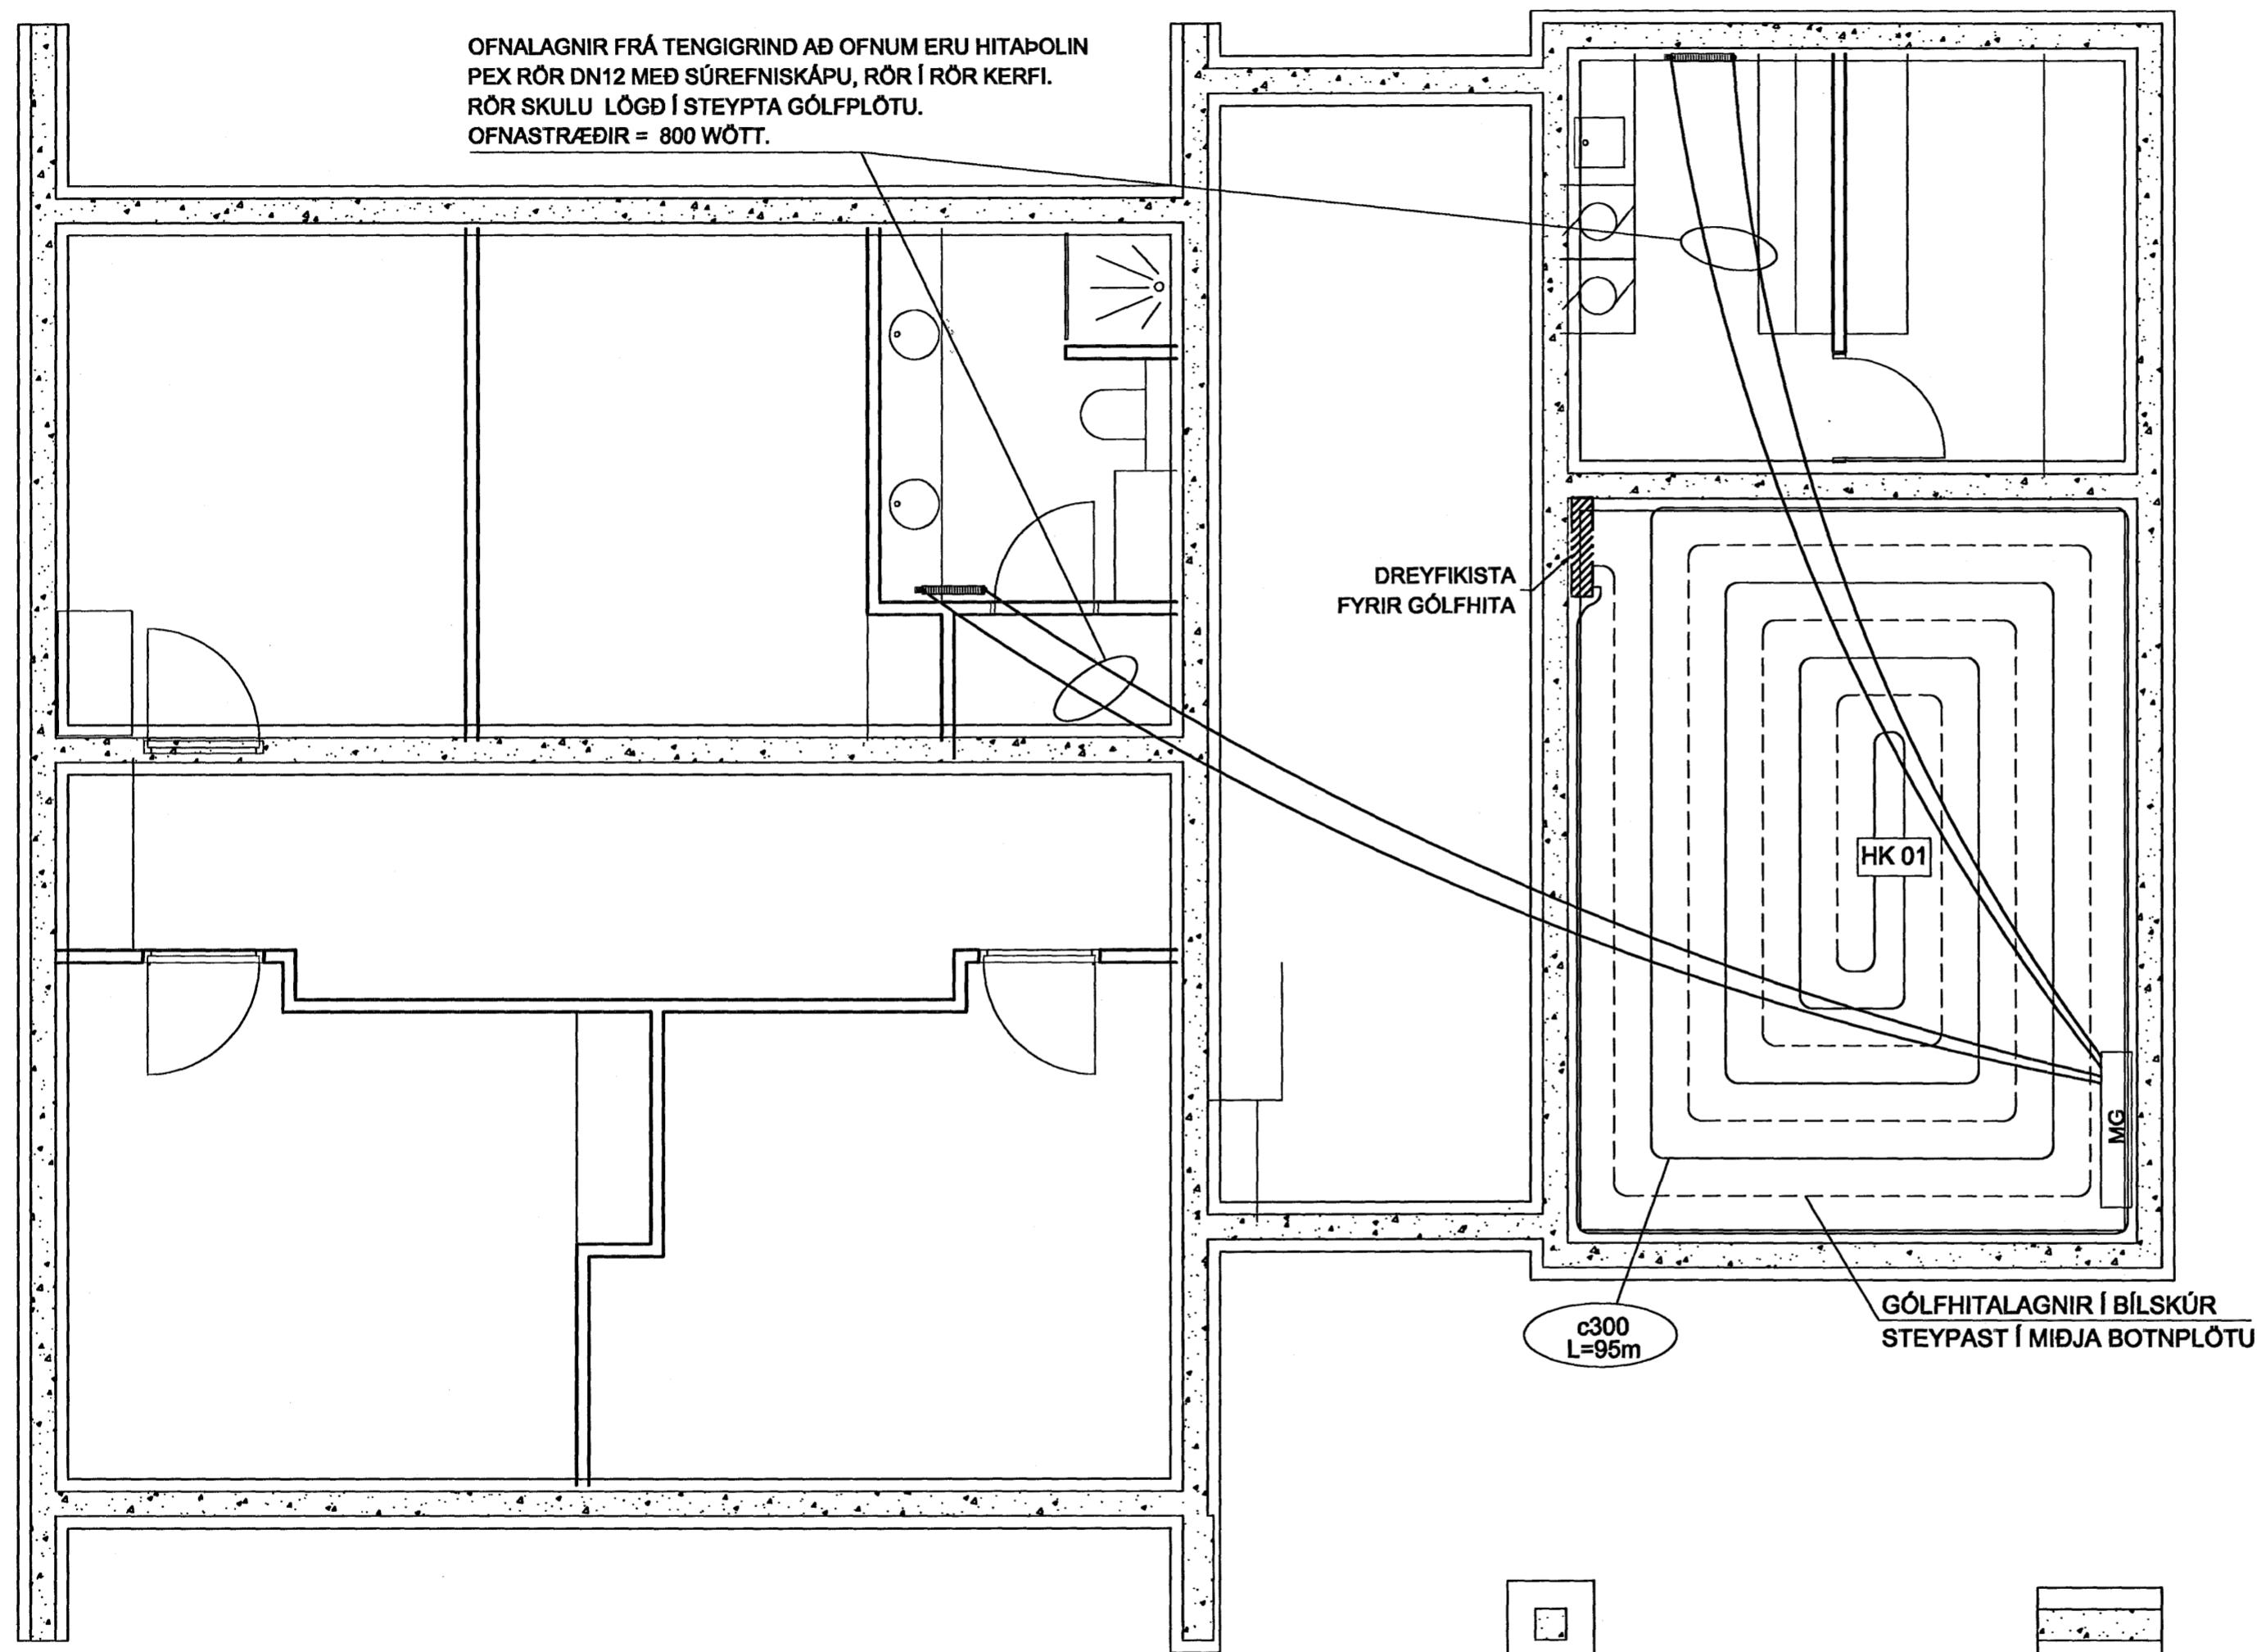 OFNALAGNIR FRÁ TENGIGRIND AÐ OFNUM ERU HITAÞOLIN
PEX RÖR DN12 MEÐ SÚREFNISKÁPU, RÖR Í RÖR KERFI.
RÖR SKULU LÖGÐ Í STEYPTA GÓLFPLÖTU.
OFNASTRÆÐIR = 800 WÖTT.
DREYFIKISTA
FYRIR GÓLFHITA
HK 01
MG
c300
L=95m
GÓLFHITALAGNIR Í BÍLSKÚR
STEYPAST Í MIÐJA BOTNPLÖTU